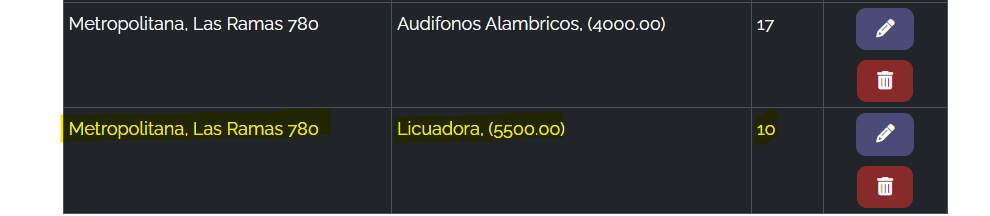 Metropolitana, Las Ramas 780 Audifonos Alambricos, (4000.00) 17
Metropolitana, Las Ramas 780 Licuadora, (5500.00) 10